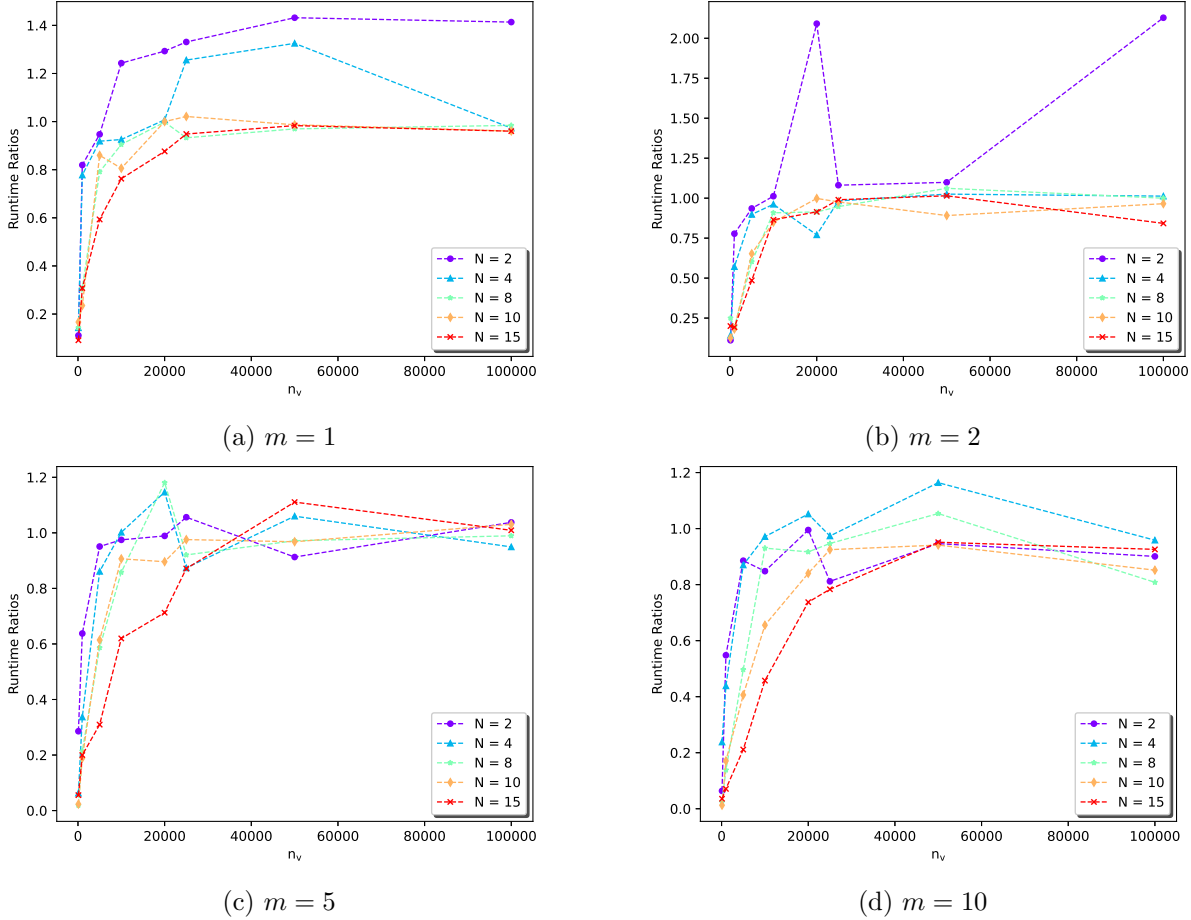 1.4
1.2
1.0
0.8
0.6
0.4
0.2
Runtime Ratios
N = 2
N = 4
N = 8
N = 10
N = 15
0 20000 40000 60000 80000 100000
n_v
(a) m = 1
2.00
1.75
1.50
1.25
1.00
0.75
0.50
0.25
Runtime Ratios
N = 2
N = 4
N = 8
N = 10
N = 15
0 20000 40000 60000 80000 100000
n_v
(b) m = 2
1.2
1.0
0.8
0.6
0.4
0.2
0.0
Runtime Ratios
N = 2
N = 4
N = 8
N = 10
N = 15
0 20000 40000 60000 80000 100000
n_v
(c) m = 5
1.2
1.0
0.8
0.6
0.4
0.2
0.0
Runtime Ratios
N = 2
N = 4
N = 8
N = 10
N = 15
0 20000 40000 60000 80000 100000
n_v
(d) m = 10